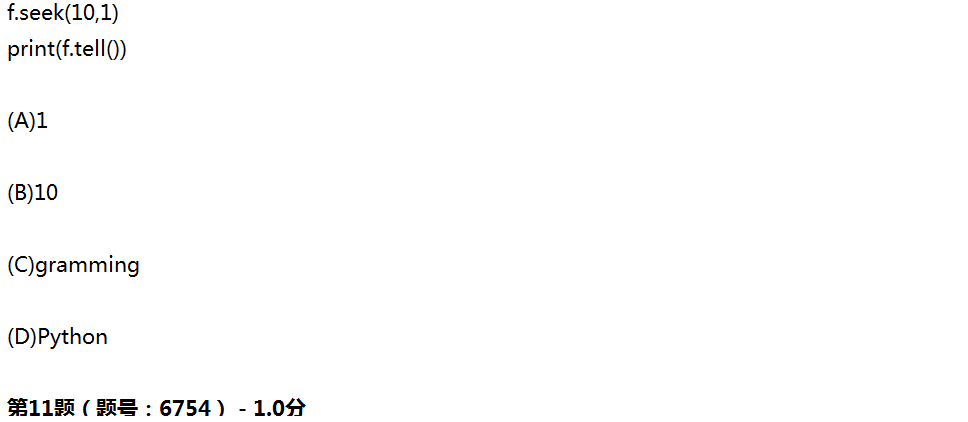 f.seek(10,1)
print(f.tell())
(A)1
(B)10
(C)gramming
(D)Python
第11题（题号：6754） - 1.0分